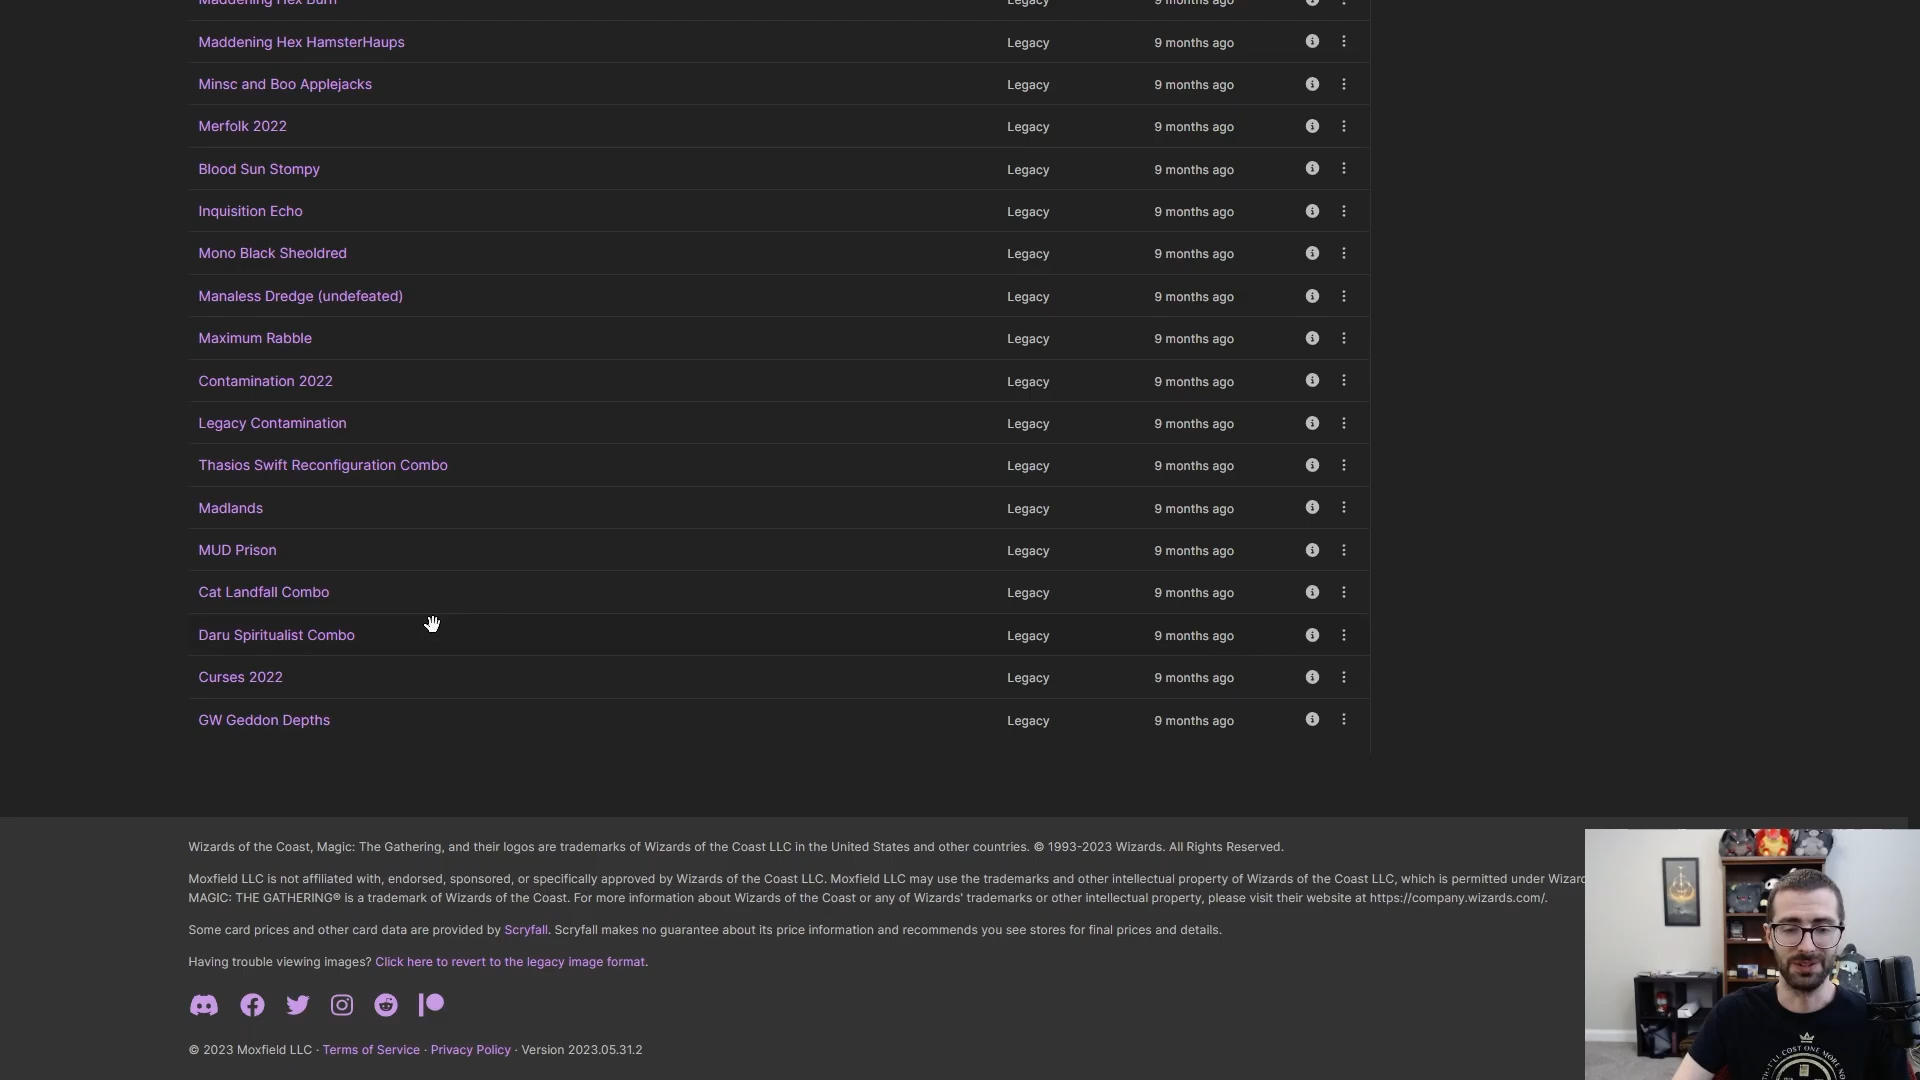 Maddening Hex Burn Legacy 9 months ago
Maddening Hex HamsterHaups Legacy 9 months ago
Minsc and Boo Applejacks Legacy 9 months ago
Merfolk 2022 Legacy 9 months ago
Blood Sun Stompy Legacy 9 months ago
Inquisition Echo Legacy 9 months ago
Mono Black Sheoldred Legacy 9 months ago
Manaless Dredge (undefeated) Legacy 9 months ago
Maximum Rabble Legacy 9 months ago
Contamination 2022 Legacy 9 months ago
Legacy Contamination Legacy 9 months ago
Thasios Swift Reconfiguration Combo Legacy 9 months ago
Madlands Legacy 9 months ago
MUD Prison Legacy 9 months ago
Cat Landfall Combo Legacy 9 months ago
Daru Spiritualist Combo Legacy 9 months ago
Curses 2022 Legacy 9 months ago
GW Geddon Depths Legacy 9 months ago
Wizards of the Coast, Magic: The Gathering, and their logos are trademarks of Wizards of the Coast LLC in the United States and other countries. © 1993-2023 Wizards. All Rights Reserved.
Moxfield LLC is not affiliated with, endorsed, sponsored, or specifically approved by Wizards of the Coast LLC. Moxfield LLC may use the trademarks and other intellectual property of Wizards of the Coast LLC, which is permitted under Wizard
MAGIC: THE GATHERING® is a trademark of Wizards of the Coast. For more information about Wizards of the Coast or any of Wizards' trademarks or other intellectual property, please visit their website at https://company.wizards.com/.
Some card prices and other card data are provided by Scryfall. Scryfall makes no guarantee about its price information and recommends you see stores for final prices and details.
Having trouble viewing images? Click here to revert to the legacy image format.
© 2023 Moxfield LLC · Terms of Service · Privacy Policy · Version 2023.05.31.2
COST ONE MORE